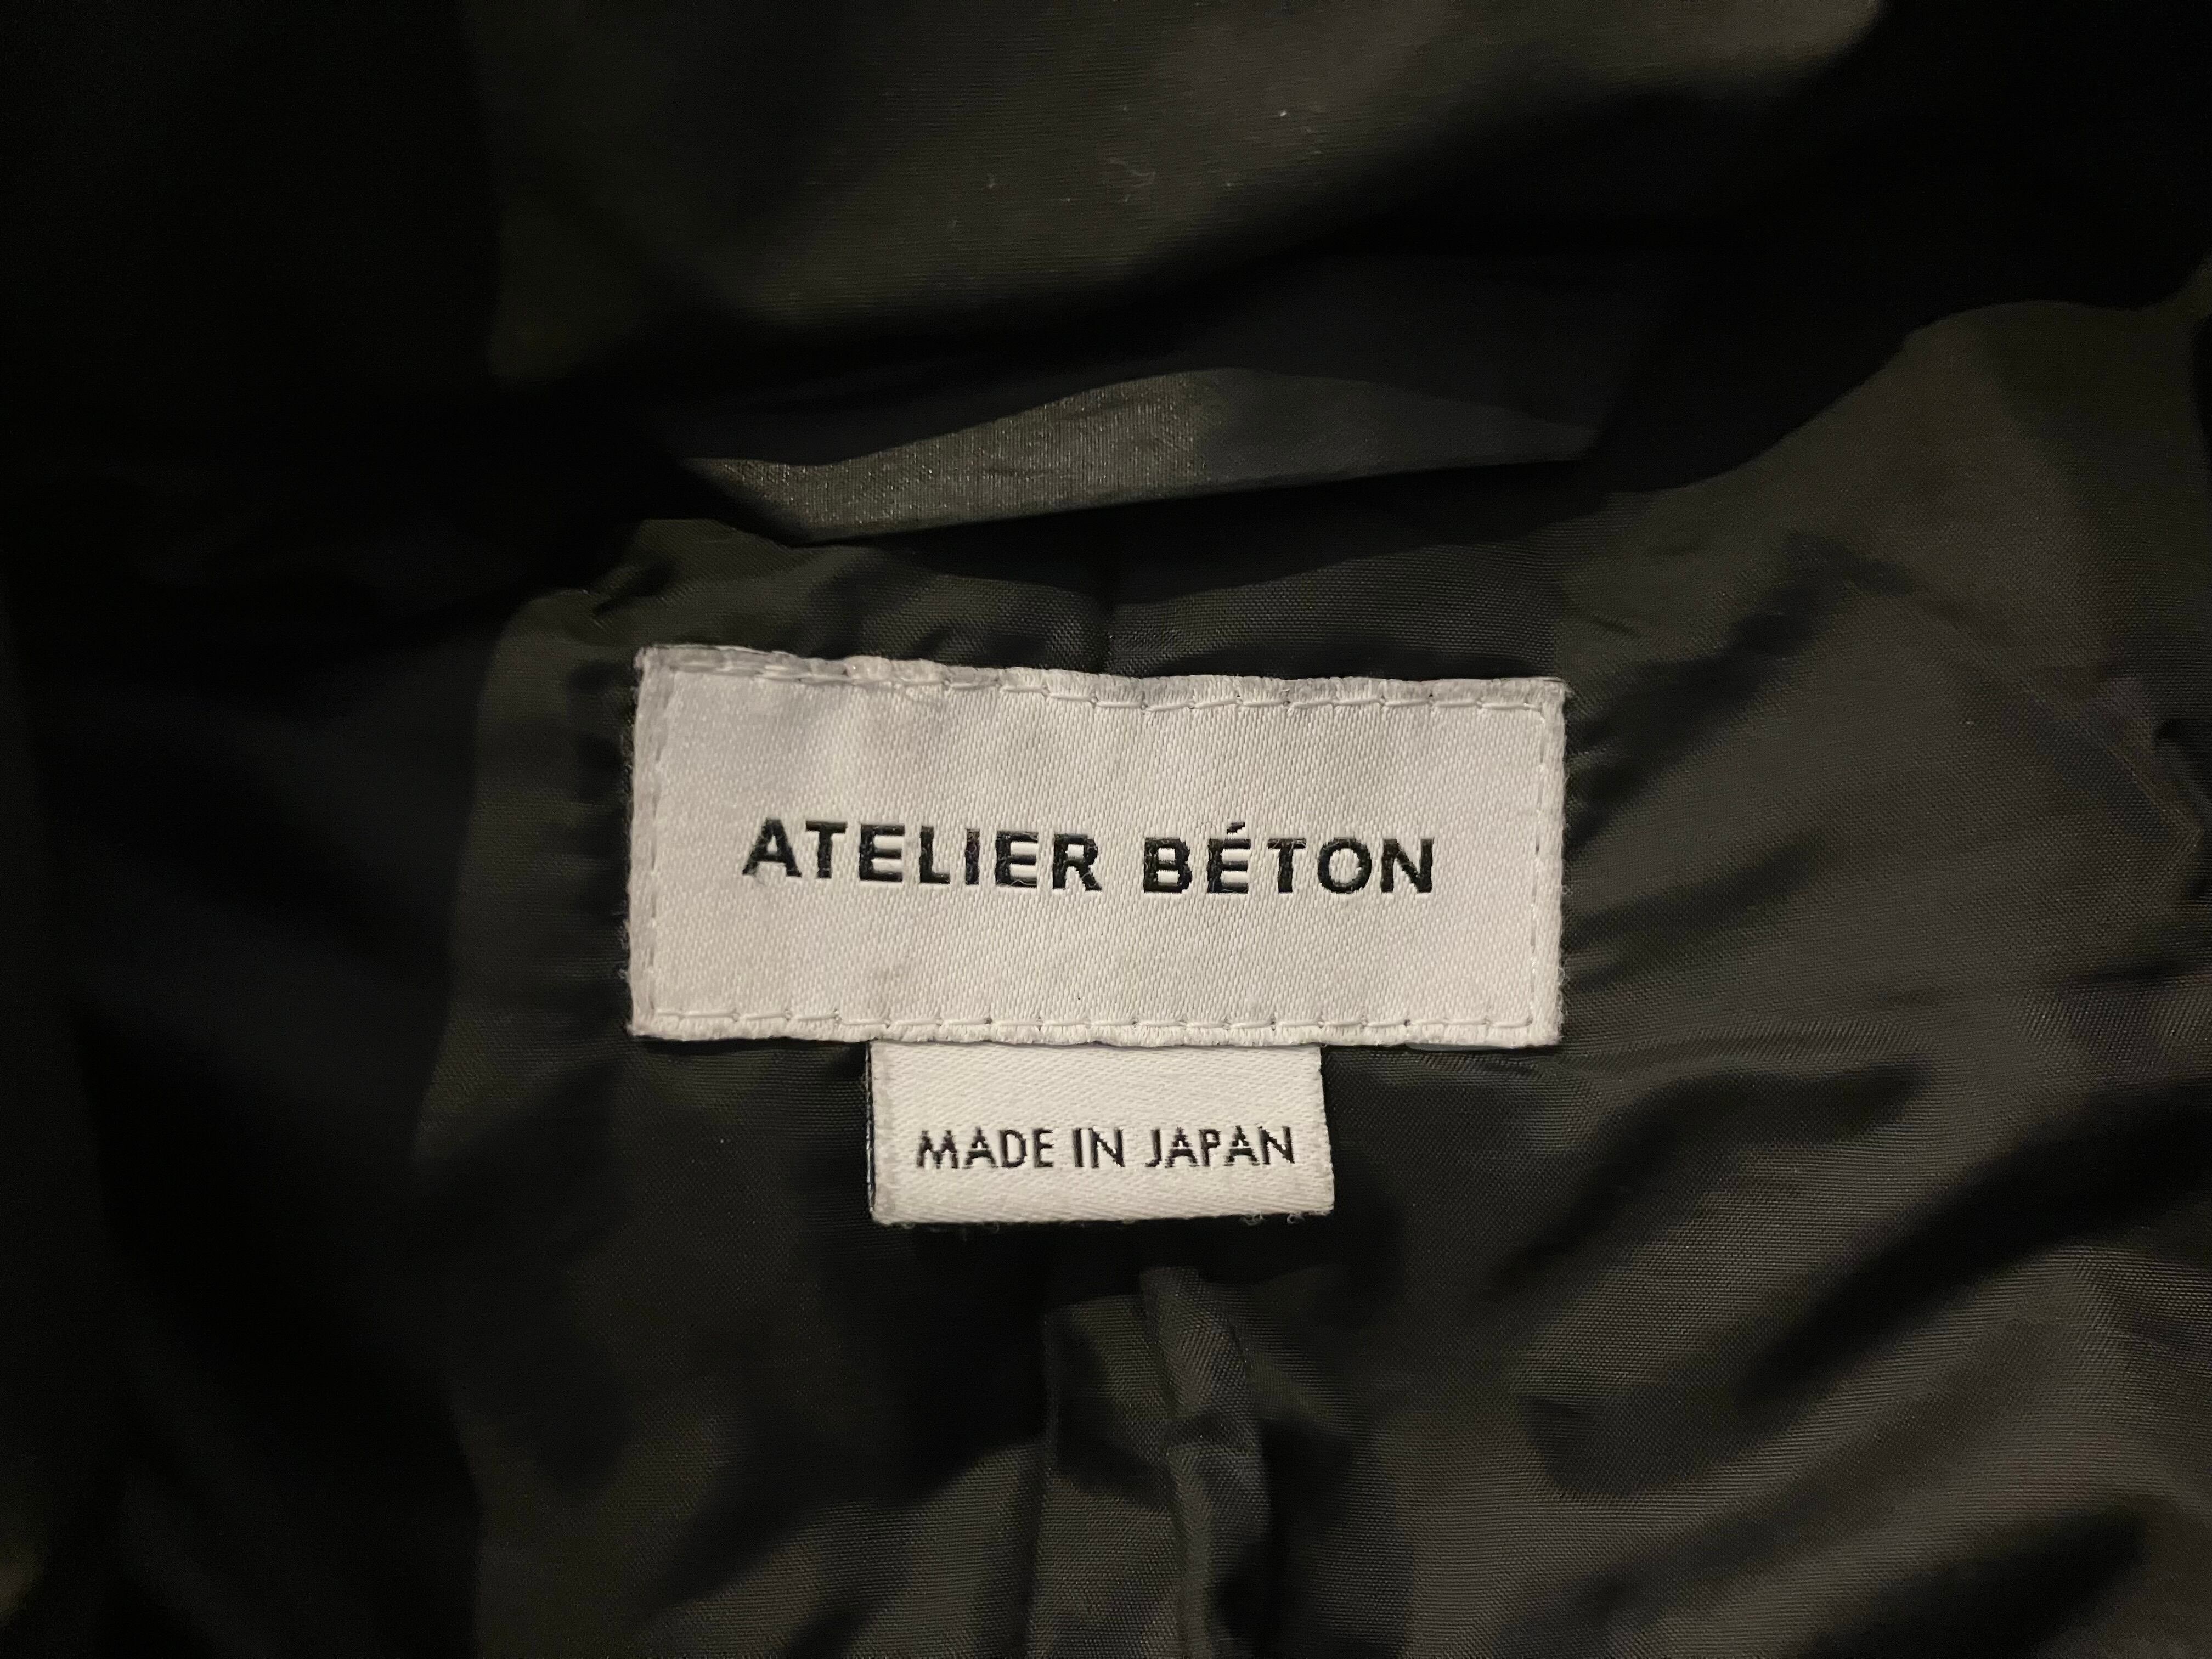 ATELIER BÉTON
MADE IN JAPAN